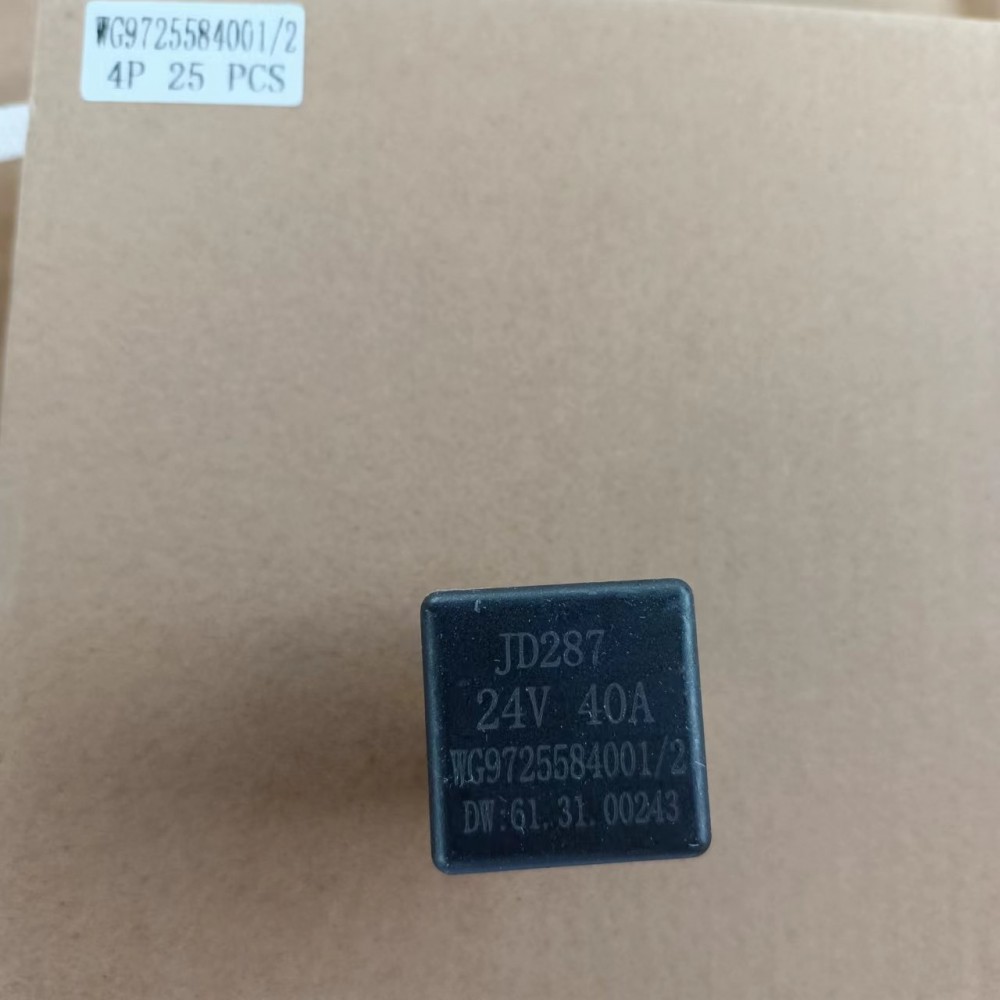 WG9725584001/2
4P 25 PCS
JD287
24V 40A
WG9725584001/2
DW:61.31.00243